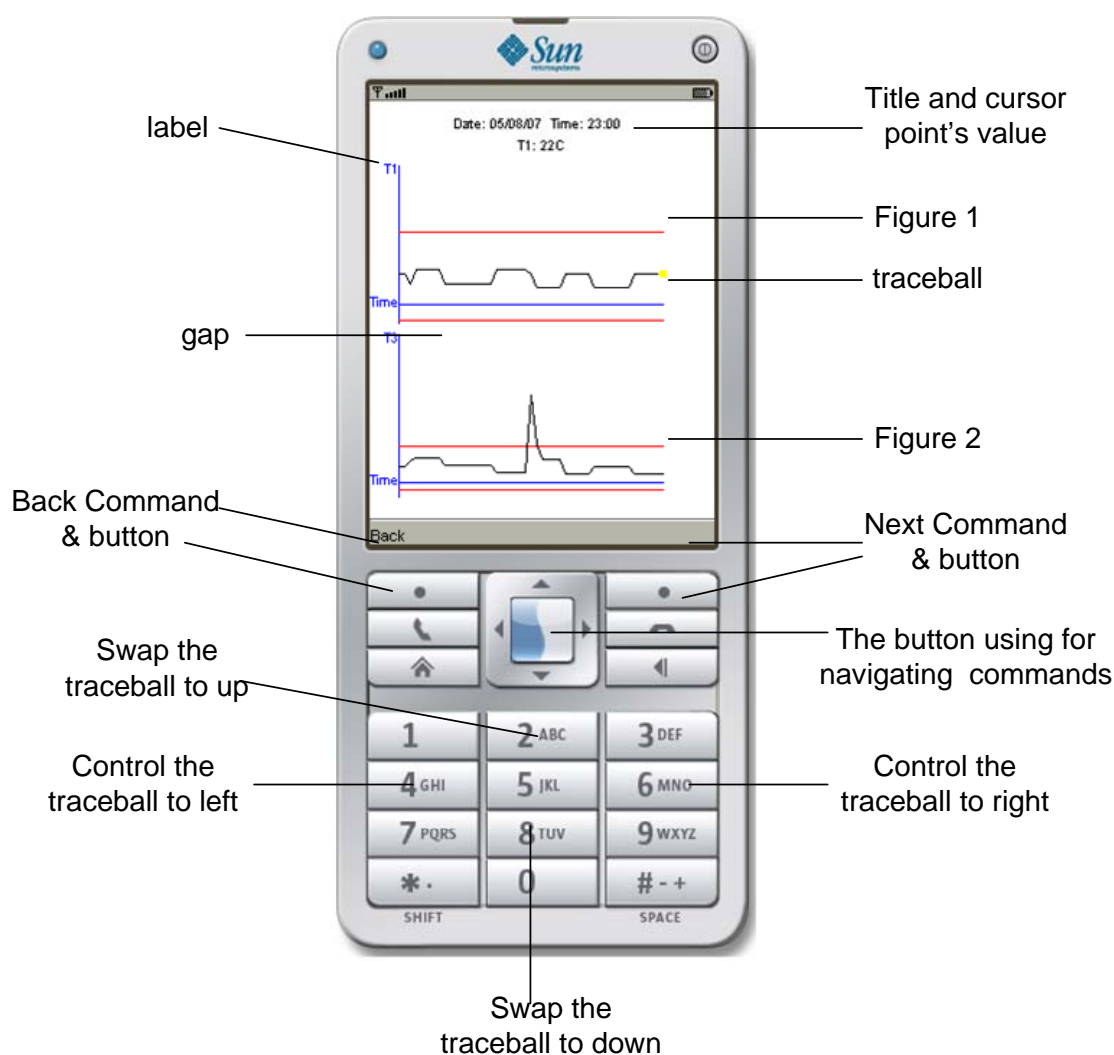 Sun
microsystems
Title and cursor
point's value
label
Date: 05/08/07 Time: 23:00
T1: 22C
T1
Figure 1
traceball
Time
gap
T3
Figure 2
Time
Back Command
& button
Back
Next Command
& button
The button using for
navigating commands
Swap the
traceball to up
1
2 ABC
3 DEF
Control the
traceball to left
4 GHI
5 JKL
6 MNO
Control the
traceball to right
7 PQRS
8 TUV
9 WXYZ
* .
0
# - +
SHIFT
SPACE
Swap the
traceball to down